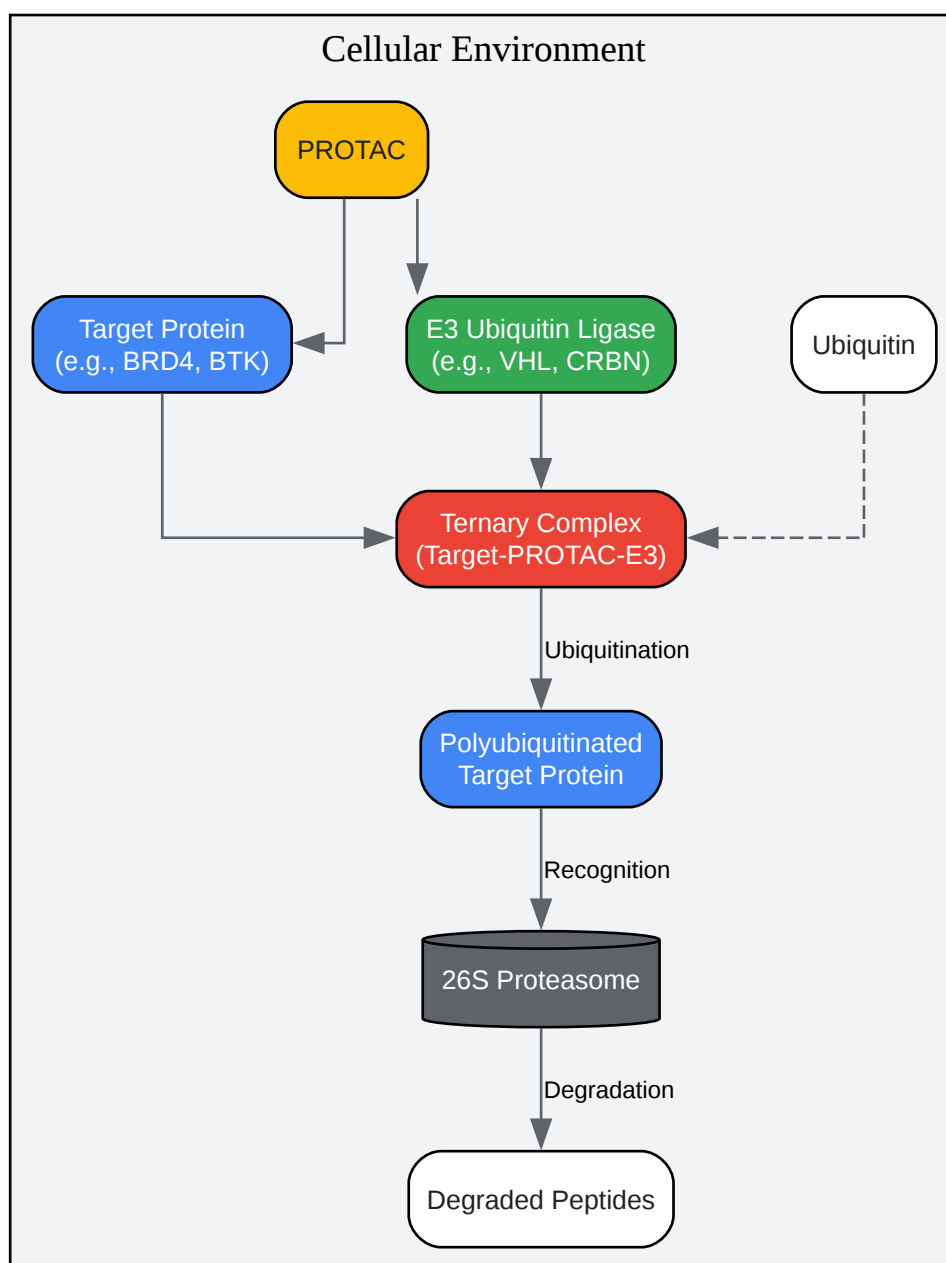 Cellular Environment
PROTAC
Target Protein
(e.g., BRD4, BTK)
E3 Ubiquitin Ligase
(e.g., VHL, CRBN)
Ubiquitin
Ternary Complex
(Target-PROTAC-E3)
Ubiquitination
Polyubiquitinated
Target Protein
Recognition
26S Proteasome
Degradation
Degraded Peptides